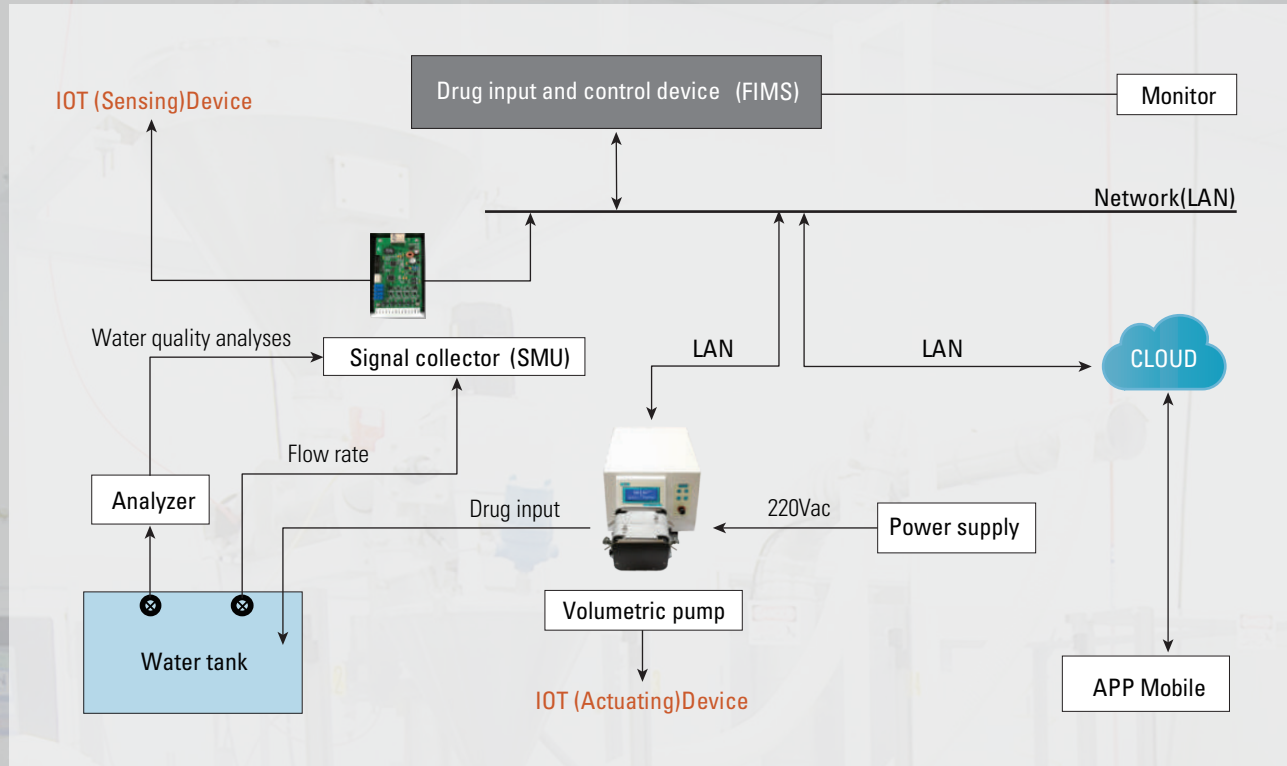 Drug input and control device (FIMS)
Monitor
IOT (Sensing)Device
Network(LAN)
Water quality analyses
Signal collector (SMU)
LAN
LAN
CLOUD
Flow rate
Analyzer
Drug input
220Vac
Power supply
Volumetric pump
Water tank
APP Mobile
IOT (Actuating)Device